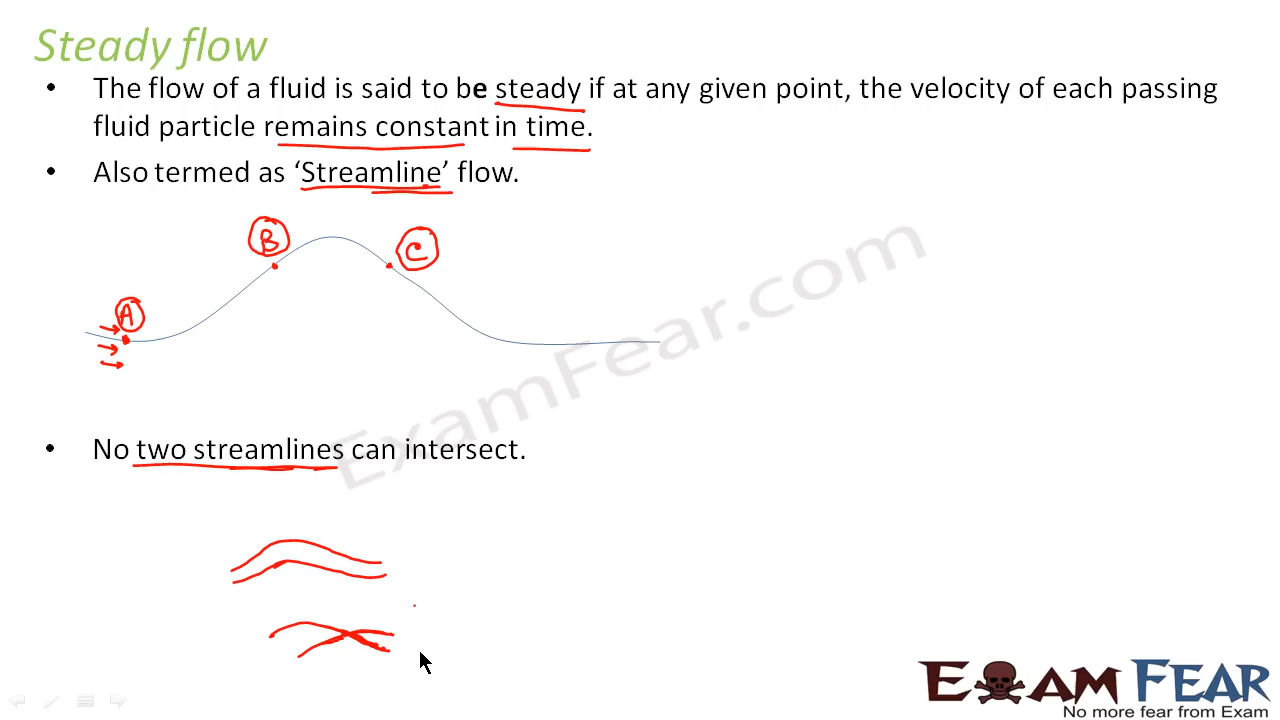 Steady flow
• The flow of a fluid is said to be steady if at any given point, the velocity of each passing
fluid particle remains constant in time.
• Also termed as ‘Streamline’ flow.
B
C
A
ExamFear.com
• No two streamlines can intersect.
EXAM FEAR
No more fear from Exam